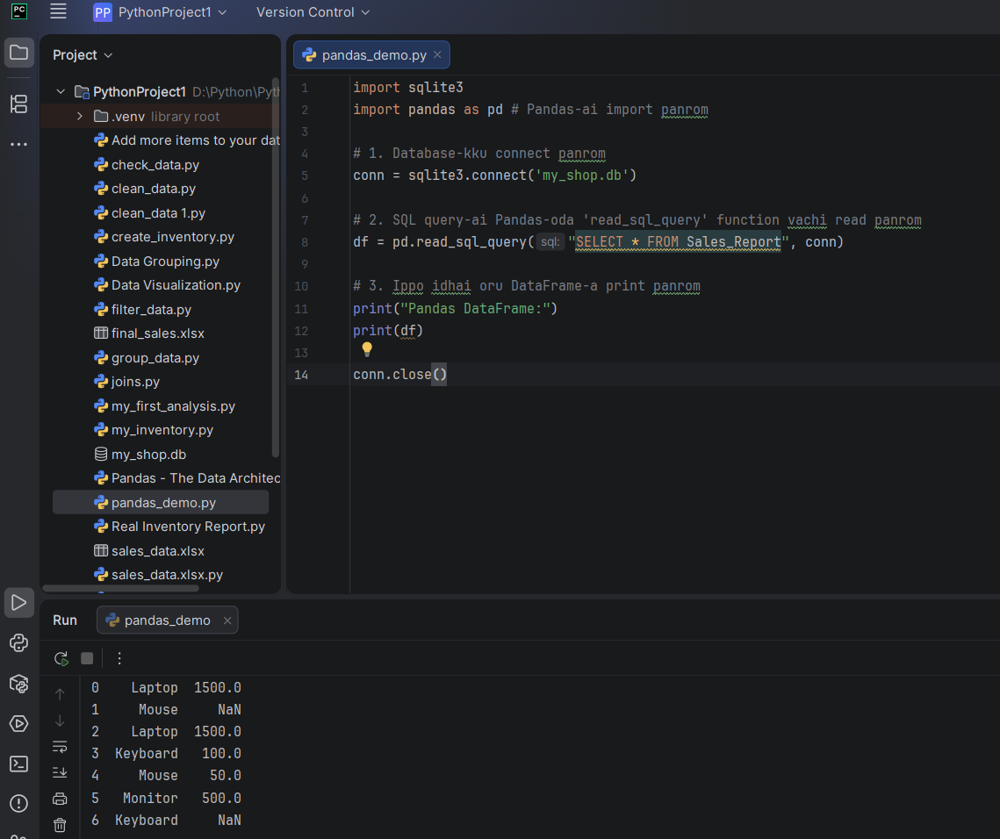 PC
PP PythonProject1
Version Control
Project
PythonProject1 D:\Python\Pyth
.venv library root
Add more items to your dat
check_data.py
clean_data.py
clean_data 1.py
create_inventory.py
Data Grouping.py
Data Visualization.py
filter_data.py
final_sales.xlsx
group_data.py
joins.py
my_first_analysis.py
my_inventory.py
my_shop.db
Pandas - The Data Architec
pandas_demo.py
Real Inventory Report.py
sales_data.xlsx
sales_data.xlsx.py
pandas_demo.py
1 import sqlite3
2 import pandas as pd # Pandas-ai import panrom
3
4 # 1. Database-kku connect panrom
5 conn = sqlite3.connect('my_shop.db')
6
7 # 2. SQL query-ai Pandas-oda 'read_sql_query' function vachi read panrom
8 df = pd.read_sql_query( sql: "SELECT * FROM Sales_Report", conn)
9
10 # 3. Ippo idhai oru DataFrame-a print panrom
11 print("Pandas DataFrame:")
12 print(df)
13
14 conn.close()
Run
pandas_demo
0 Laptop 1500.0
1 Mouse NaN
2 Laptop 1500.0
3 Keyboard 100.0
4 Mouse 50.0
5 Monitor 500.0
6 Keyboard NaN